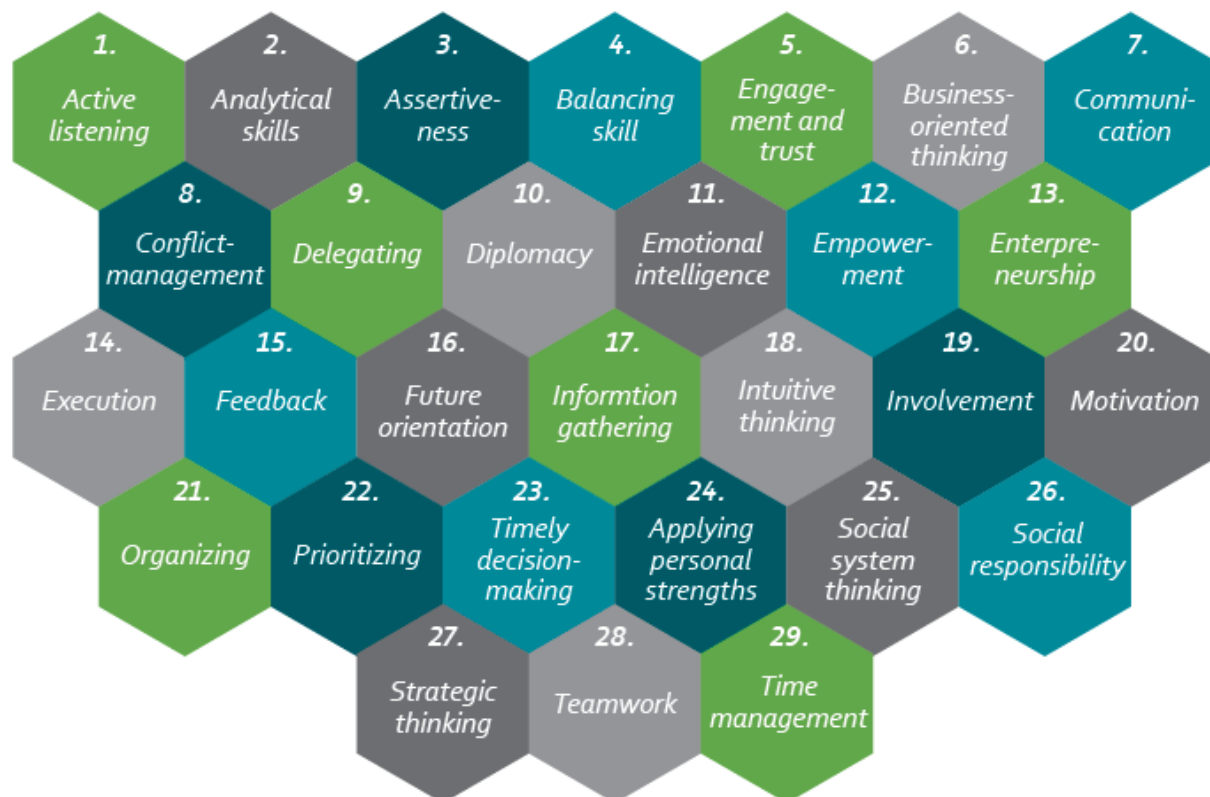 1.
Active
listening
2.
Analytical
skills
3.
Assertive-
ness
4.
Balancing
skill
5.
Engage-
ment and
trust
6.
Business-
oriented
thinking
7.
Communi-
cation
8.
Conflict-
management
9.
Delegating
10.
Diplomacy
11.
Emotional
intelligence
12.
Empower-
ment
13.
Enterpre-
neurship
14.
Execution
15.
Feedback
16.
Future
orientation
17.
Informtion
gathering
18.
Intuitive
thinking
19.
Involvement
20.
Motivation
21.
Organizing
22.
Prioritizing
23.
Timely
decision-
making
24.
Applying
personal
strengths
25.
Social
system
thinking
26.
Social
responsibility
27.
Strategic
thinking
28.
Teamwork
29.
Time
management